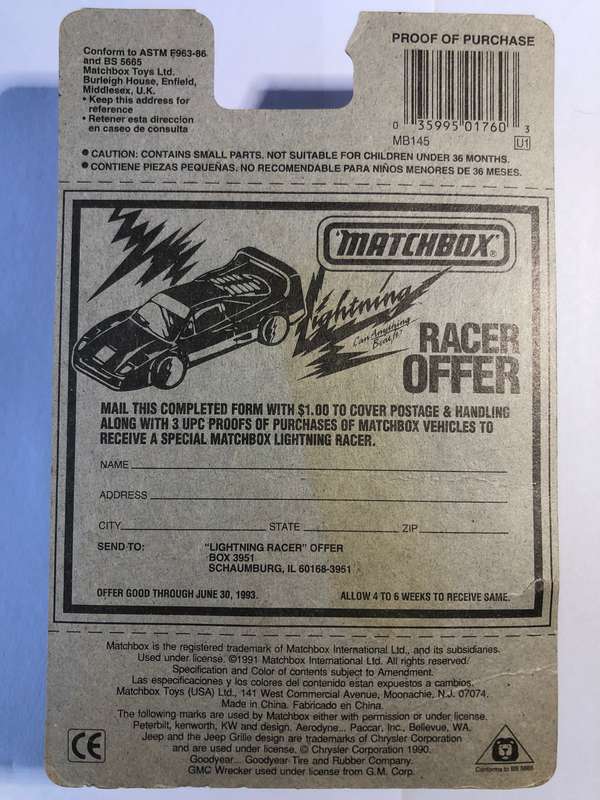 Conform to ASTM F963-86
and BS 5665
Matchbox Toys Ltd.
Burleigh House, Enfield,
Middlesex, U.K.
• Keep this address for
reference
• Retener esta direccion
en caseo de consulta
PROOF OF PURCHASE
0 35995 01760 3
MB145 U1
• CAUTION: CONTAINS SMALL PARTS. NOT SUITABLE FOR CHILDREN UNDER 36 MONTHS.
• CONTIENE PIEZAS PEQUEÑAS. NO RECOMENDABLE PARA NIÑOS MENORES DE 36 MESES.
"MATCHBOX"®
Lightning
Can Anything
Beat It?
RACER
OFFER
MAIL THIS COMPLETED FORM WITH $1.00 TO COVER POSTAGE & HANDLING
ALONG WITH 3 UPC PROOFS OF PURCHASES OF MATCHBOX VEHICLES TO
RECEIVE A SPECIAL MATCHBOX LIGHTNING RACER.
NAME
ADDRESS
CITY STATE ZIP
SEND TO: "LIGHTNING RACER" OFFER
BOX 3951
SCHAUMBURG, IL 60168-3951
OFFER GOOD THROUGH JUNE 30, 1993. ALLOW 4 TO 6 WEEKS TO RECEIVE SAME.
Matchbox is the registered trademark of Matchbox International Ltd., and its subsidiaries.
Used under license. ©1991 Matchbox International Ltd. All rights reserved.
Specification and Color of contents subject to Amendment.
Las especificaciones y los colores del contenido estan expuestos a cambios.
Matchbox Toys (USA) Ltd., 141 West Commercial Avenue, Moonachie, N.J. 07074.
Made in China. Fabricado en China.
The following marks are used by Matchbox either with permission or under license.
Peterbilt, kenworth, KW and design. Aerodyne... Paccar, Inc., Bellevue, WA.
Jeep and the Jeep Grille design are trademarks of Chrysler Corporation
and are used under license. © Chrysler Corporation 1990.
Goodyear... Goodyear Tire and Rubber Company.
GMC Wrecker used under license from G.M. Corp.
CE
Conforms to BS 5665